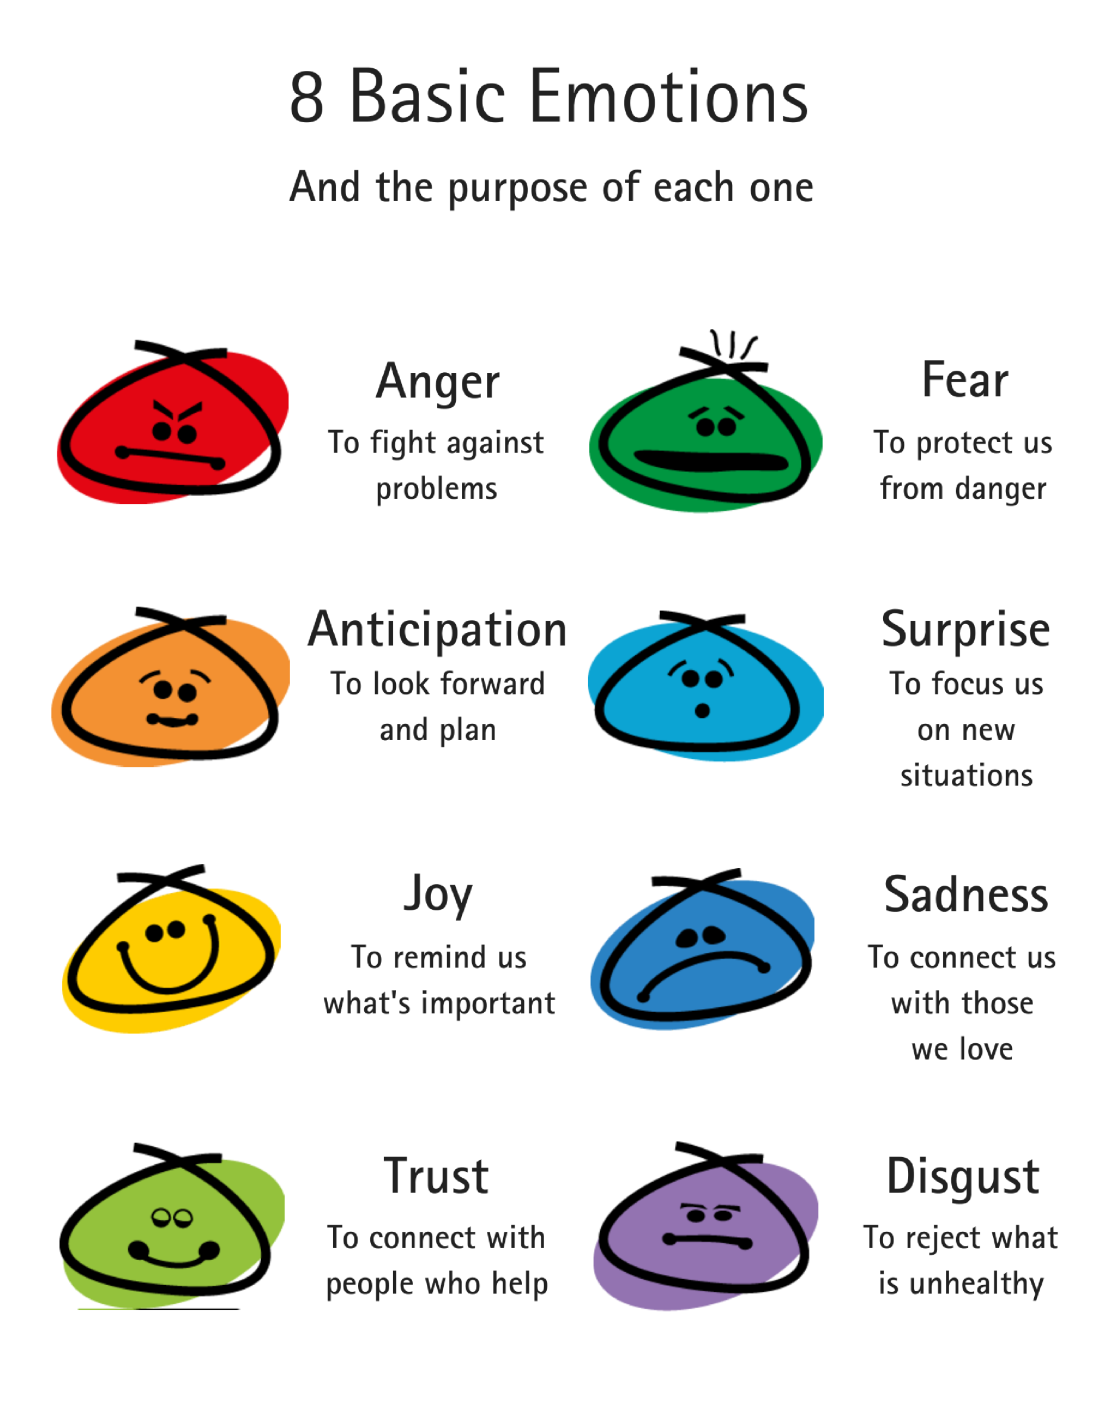 8 Basic Emotions
And the purpose of each one
Anger
To fight against
problems
Fear
To protect us
from danger
Anticipation
To look forward
and plan
Surprise
To focus us
on new
situations
Joy
To remind us
what's important
Sadness
To connect us
with those
we love
Trust
To connect with
people who help
Disgust
To reject what
is unhealthy